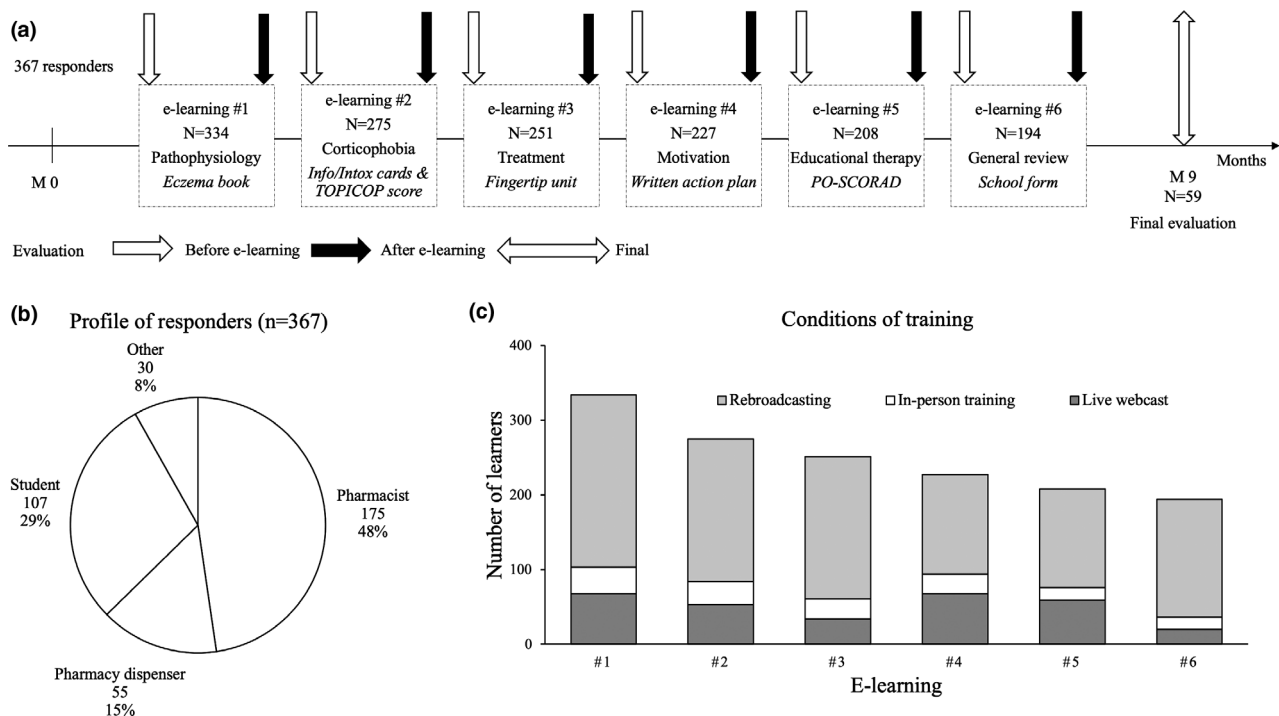 (a)
367 responders
M 0
e-learning #1
N=334
Pathophysiology
Eczema book
e-learning #2
N=275
Corticophobia
Info/Intox cards &
TOPICOP score
e-learning #3
N=251
Treatment
Fingertip unit
e-learning #4
N=227
Motivation
Written action plan
e-learning #5
N=208
Educational therapy
PO-SCORAD
e-learning #6
N=194
General review
School form
Months
M 9
N=59
Final evaluation
Evaluation
Before e-learning
After e-learning
Final
(b)
Profile of responders (n=367)
Other
30
8%
Student
107
29%
Pharmacist
175
48%
Pharmacy dispenser
55
15%
(c)
Conditions of training
Rebroadcasting
In-person training
Live webcast
Number of learners
400
300
200
100
0
#1
#2
#3
#4
#5
#6
E-learning